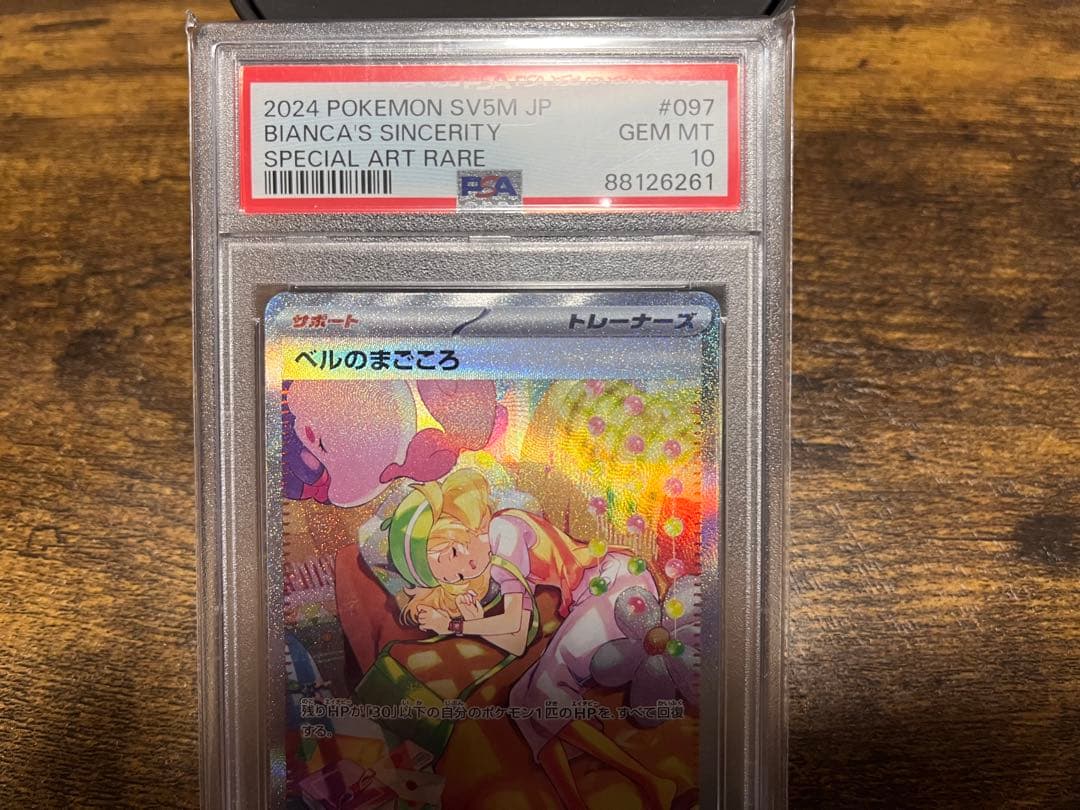 2024 POKEMON SV5M JP #097
BIANCA'S SINCERITY GEM MT
SPECIAL ART RARE 10
PSA 88126261
サポート トレーナーズ
ベルのまごころ
残りHPが「30」以下の自分のポケモン1匹のHPを、すべて回復
する。